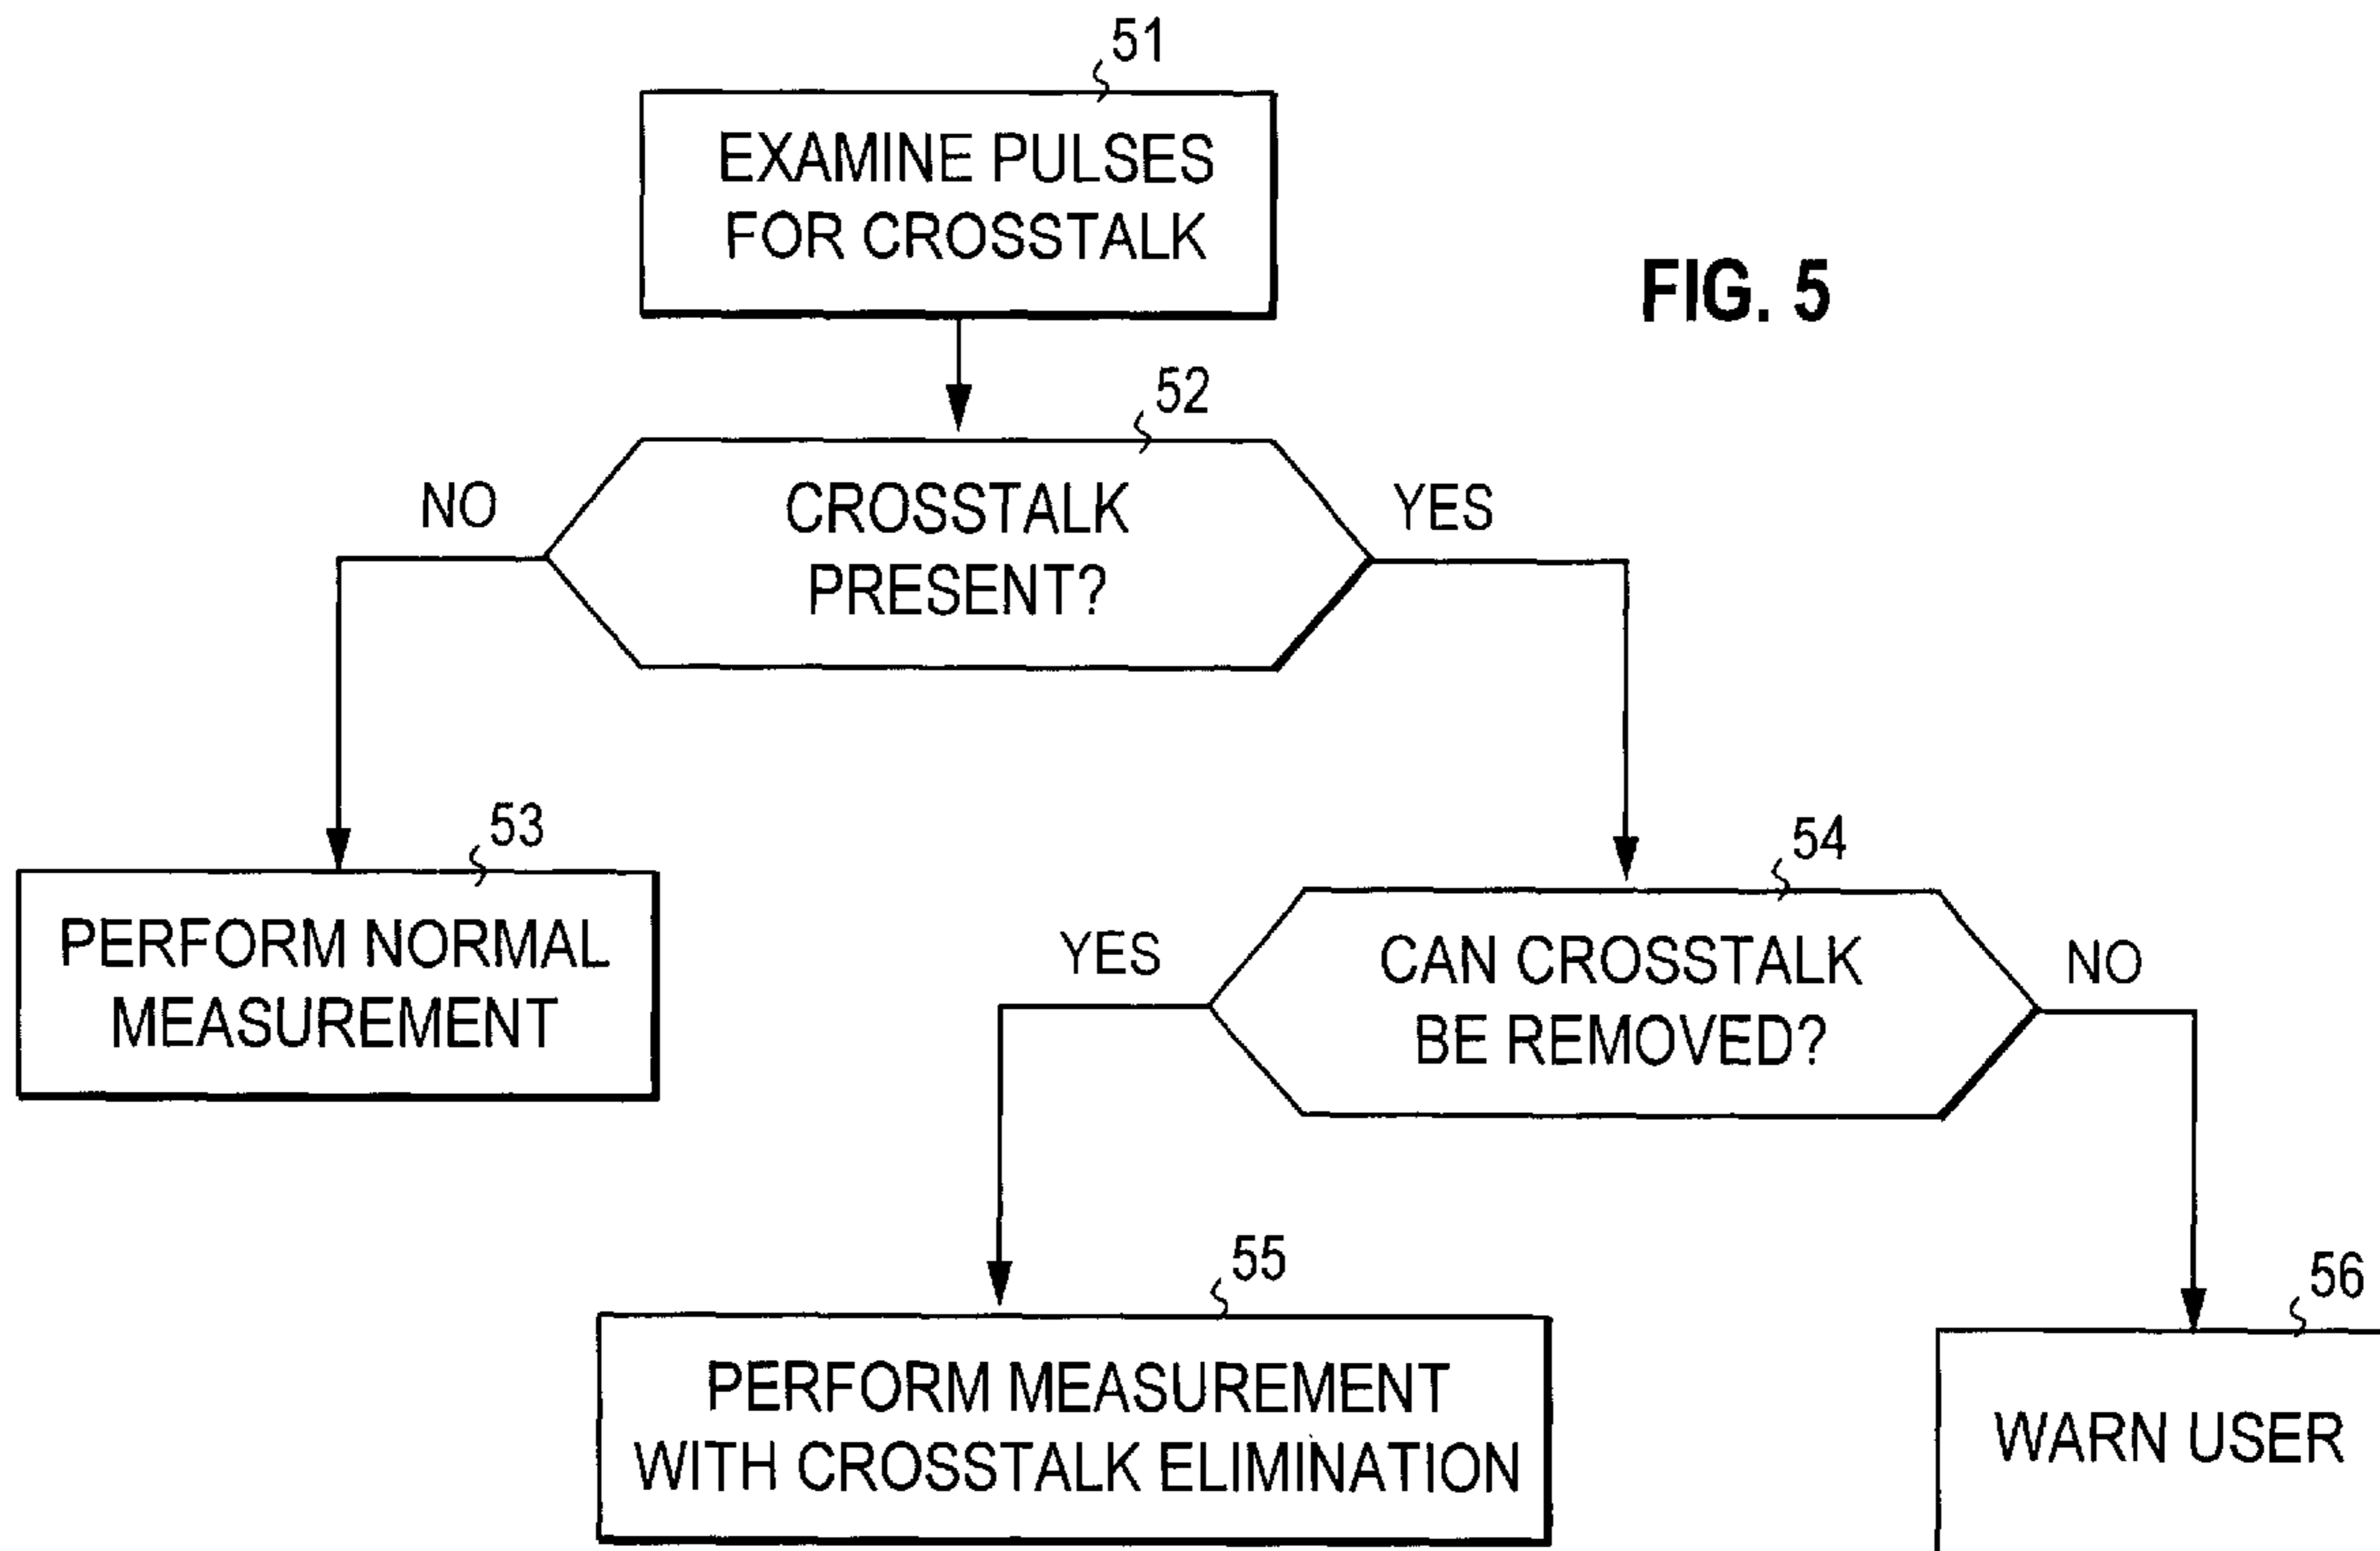 51
EXAMINE PULSES
FOR CROSSTALK
FIG. 5
52
CROSSTALK
PRESENT?
NO
YES
53
PERFORM NORMAL
MEASUREMENT
54
CAN CROSSTALK
BE REMOVED?
YES
NO
55
PERFORM MEASUREMENT
WITH CROSSTALK ELIMINATION
56
WARN USER